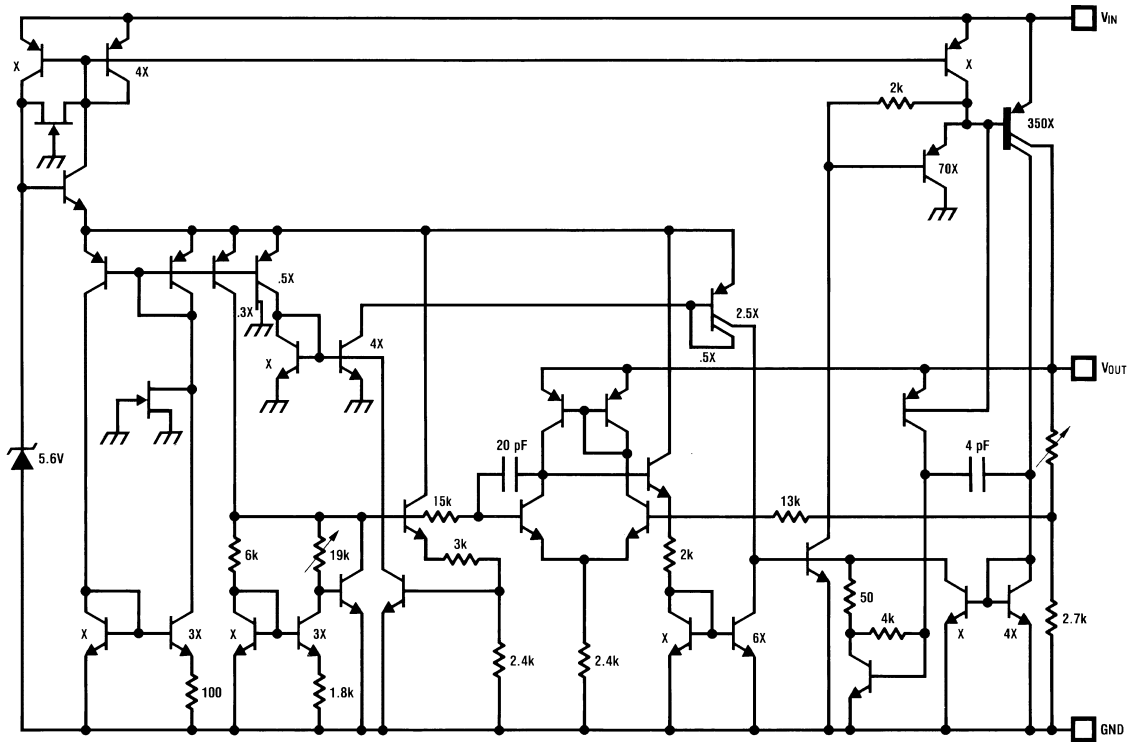 VIN
X
4X
X
2k
350X
70X
.5X
.3X
4X
X
2.5X
.5X
VOUT
5.6V
20 pF
4 pF
15k
13k
6k
19k
3k
2k
50
4k
X
3X
X
3X
X
6X
X
4X
2.7k
100
1.8k
2.4k
2.4k
GND